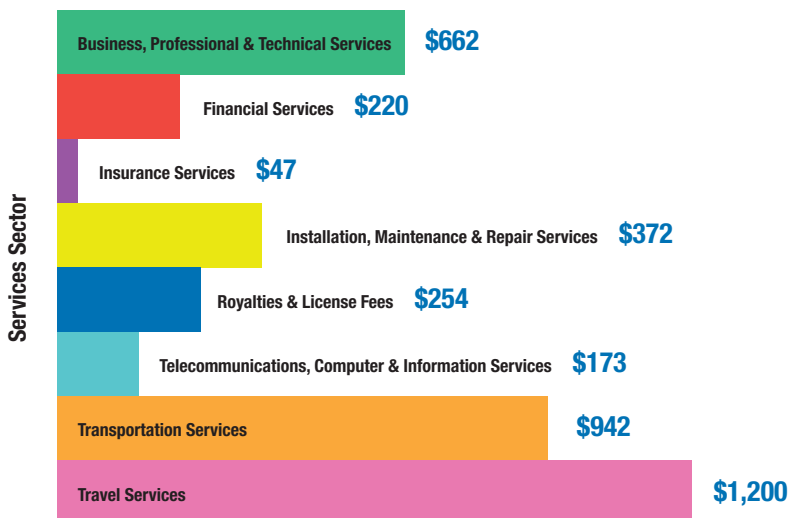 Services Sector
Business, Professional & Technical Services $662
Financial Services $220
Insurance Services $47
Installation, Maintenance & Repair Services $372
Royalties & License Fees $254
Telecommunications, Computer & Information Services $173
Transportation Services $942
Travel Services $1,200